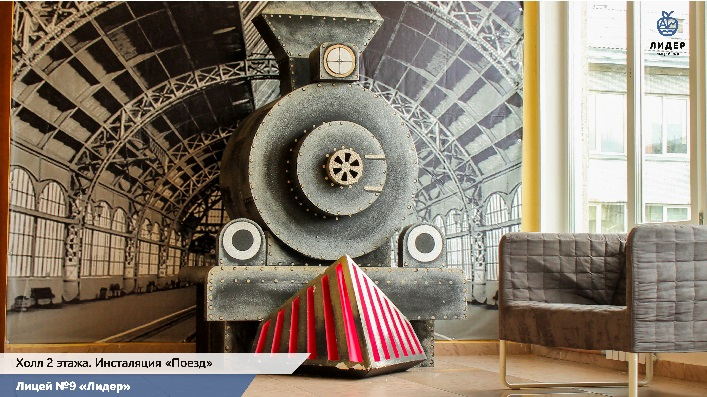 ЛИДЕР
Холл 2 этажа. Инсталяция «Поезд»
Лицей №9 «Лидер»